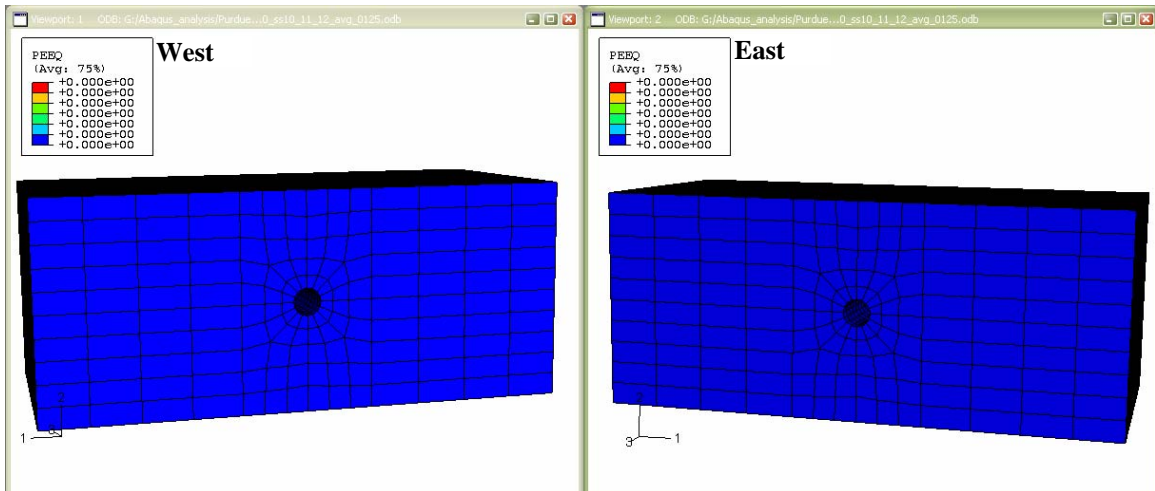 Viewport: 1 ODB: G:/Abaqus_analysis/Purdue...0_ss10_11_12_avg_0125.odb
West
PEEQ
(Avg: 75%)
+0.000e+00
+0.000e+00
+0.000e+00
+0.000e+00
+0.000e+00
+0.000e+00
+0.000e+00
2
1
3
Viewport: 2 ODB: G:/Abaqus_analysis/Purdue...0_ss10_11_12_avg_0125.odb
East
PEEQ
(Avg: 75%)
+0.000e+00
+0.000e+00
+0.000e+00
+0.000e+00
+0.000e+00
+0.000e+00
+0.000e+00
2
3
1